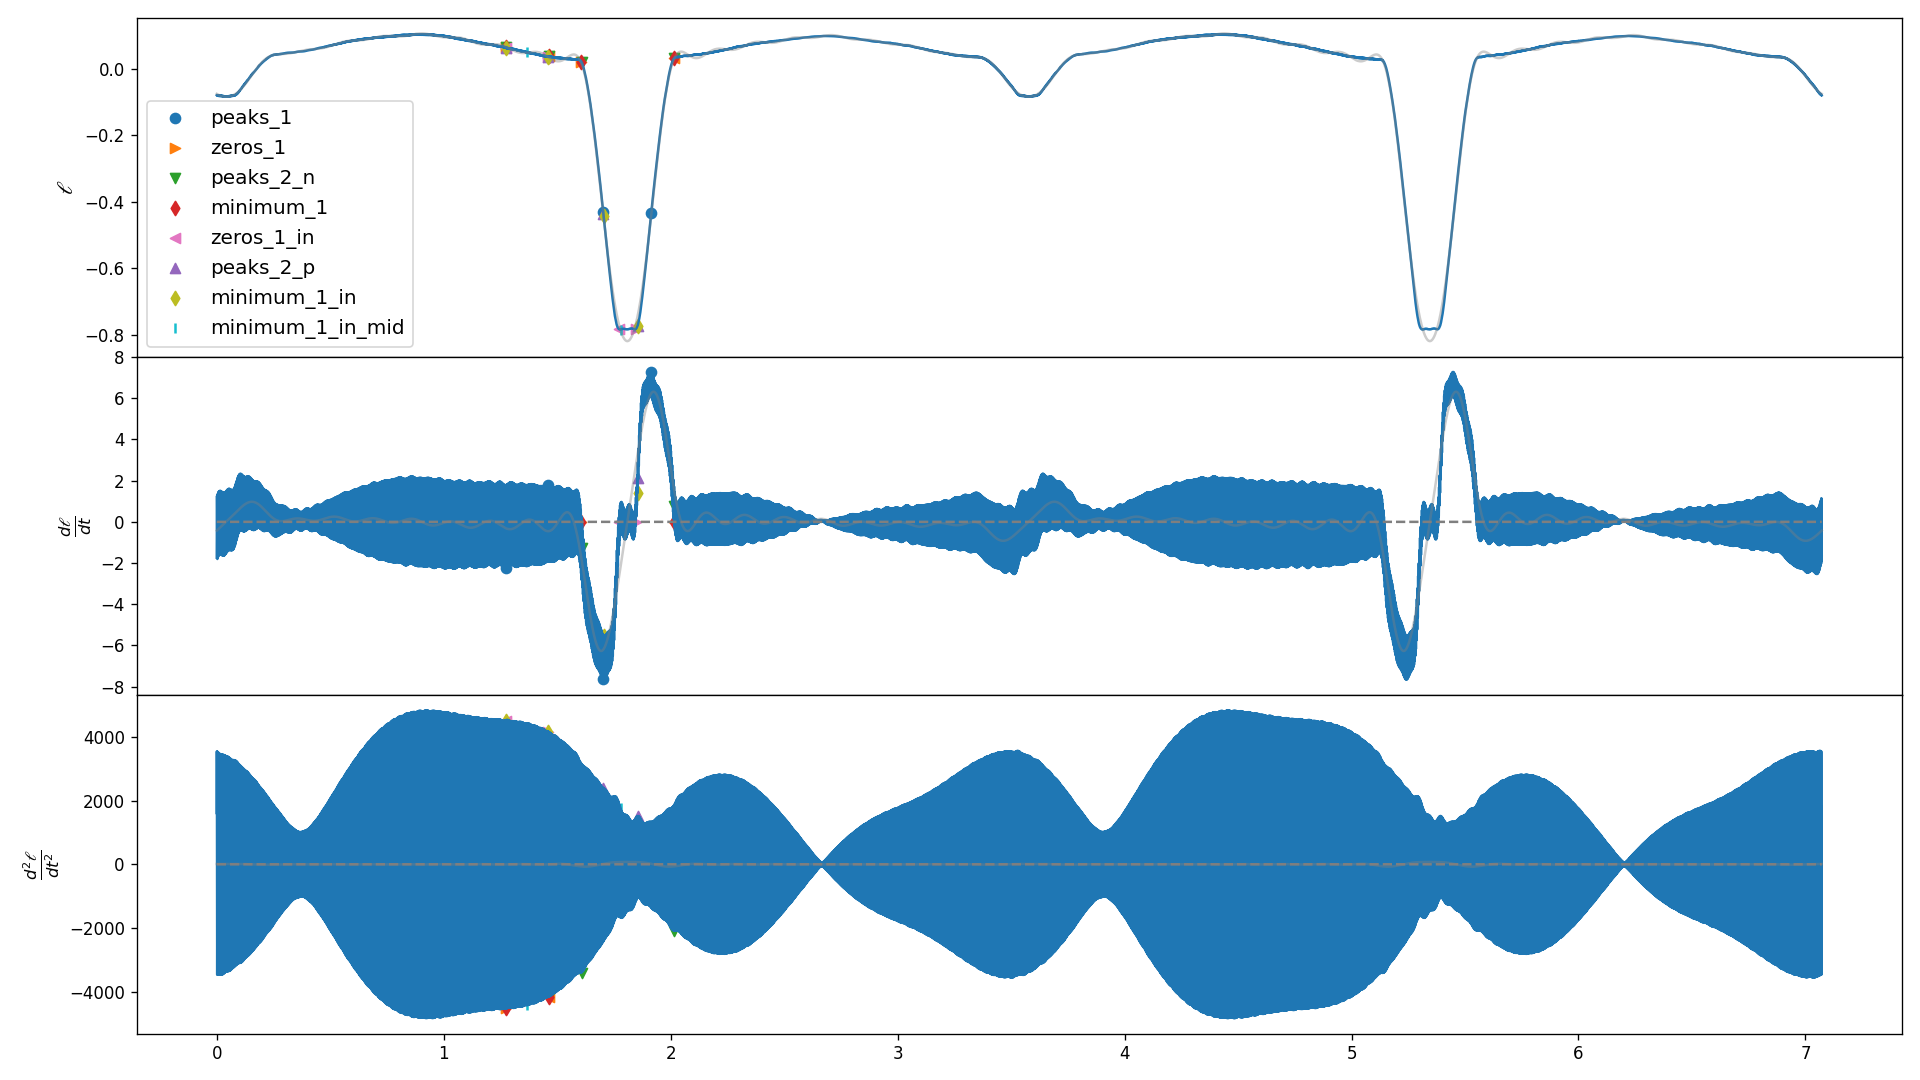 0.0
−0.2
−0.4
−0.6
−0.8
ℓ
peaks_1
zeros_1
peaks_2_n
minimum_1
zeros_1_in
peaks_2_p
minimum_1_in
minimum_1_in_mid
8
6
4
2
0
−2
−4
−6
−8
dℓ
dt
4000
2000
0
−2000
−4000
d²ℓ
dt²
0 1 2 3 4 5 6 7